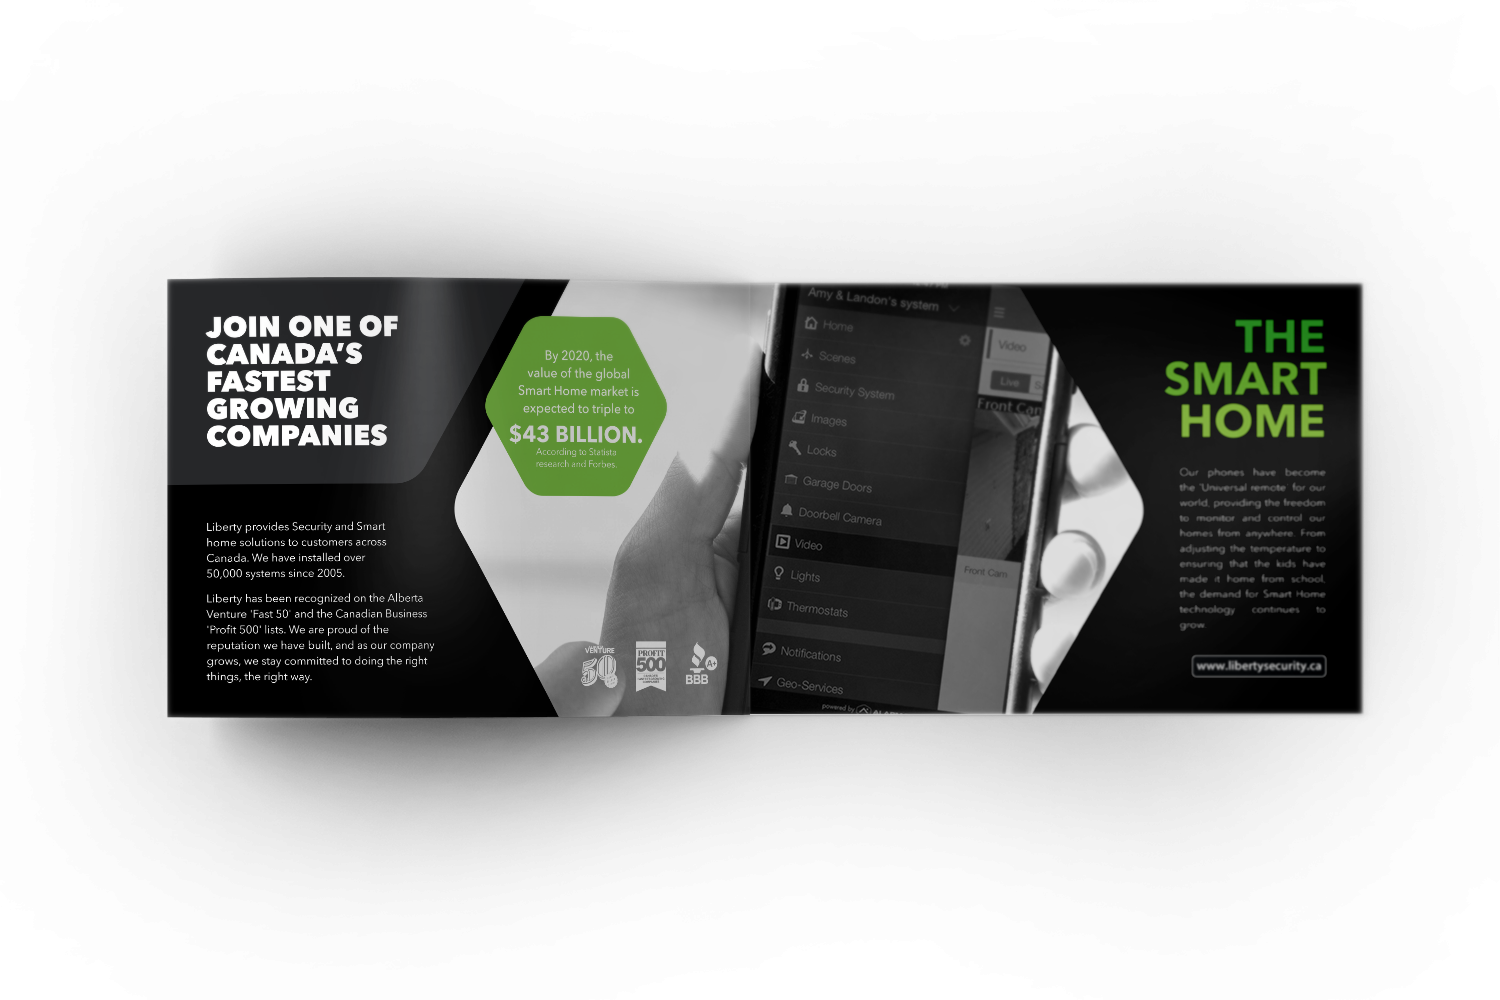 JOIN ONE OF
CANADA'S
FASTEST
GROWING
COMPANIES
Liberty provides Security and Smart
home solutions to customers across
Canada. We have installed over
50,000 systems since 2005.
Liberty has been recognized on the Alberta
Venture 'Fast 50' and the Canadian Business
'Profit 500' lists. We are proud of the
reputation we have built, and as our company
grows, we stay committed to doing the right
things, the right way.
By 2020, the
value of the global
Smart Home market is
expected to triple to
$43 BILLION.
According to Statista
research and Forbes.
VENTURE
50
PROFIT
500
A+
BBB
Amy & Landon's system
Home
Scenes
Security System
Images
Locks
Garage Doors
Doorbell Camera
Video
Lights
Thermostats
Notifications
Geo-Services
powered by
Video
Live
Front Cam
Front Cam
THE
SMART
HOME
Our phones have become
the 'Universal remote' for our
world, providing the freedom
to monitor and control our
homes from anywhere. From
adjusting the temperature to
ensuring that the kids have
made it home from school,
the demand for Smart Home
technology continues to
grow.
www.libertysecurity.ca